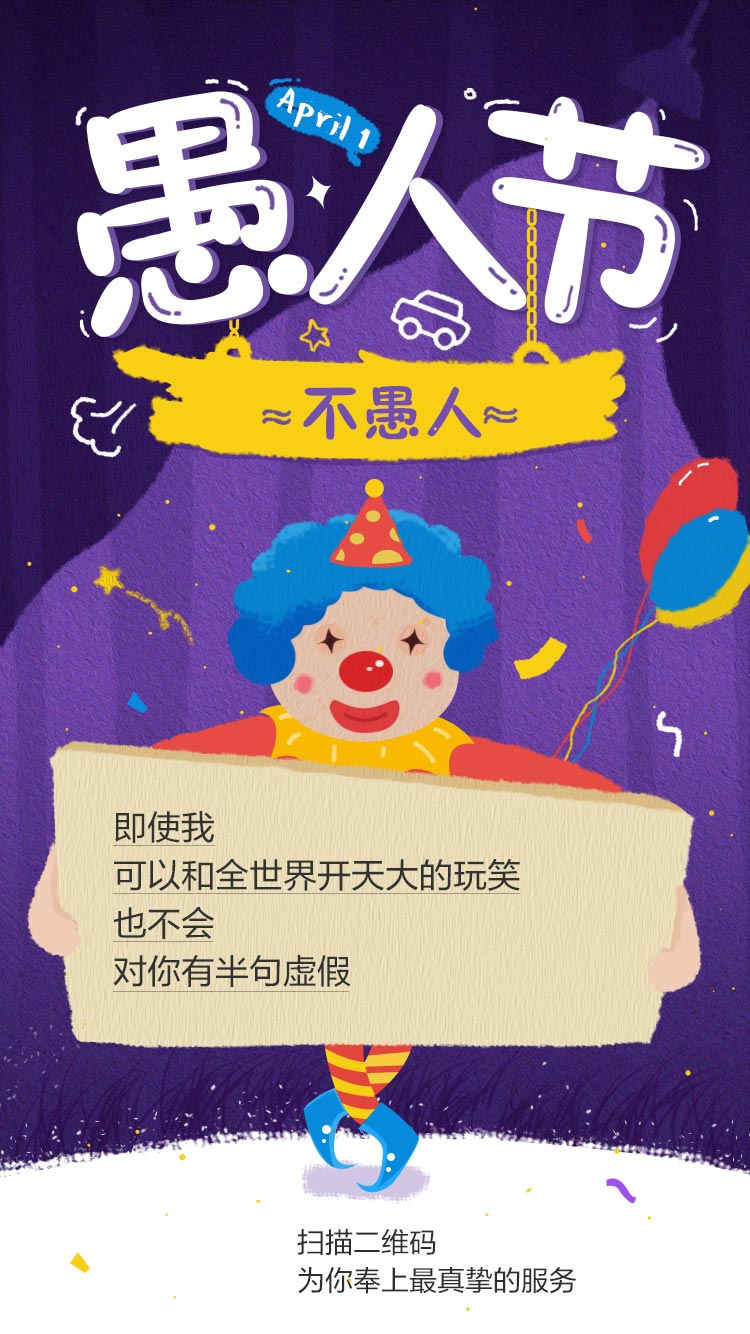 愚人节
April 1
≈不愚人≈
即使我
可以和全世界开天大的玩笑
也不会
对你有半句虚假
扫描二维码
为你奉上最真挚的服务